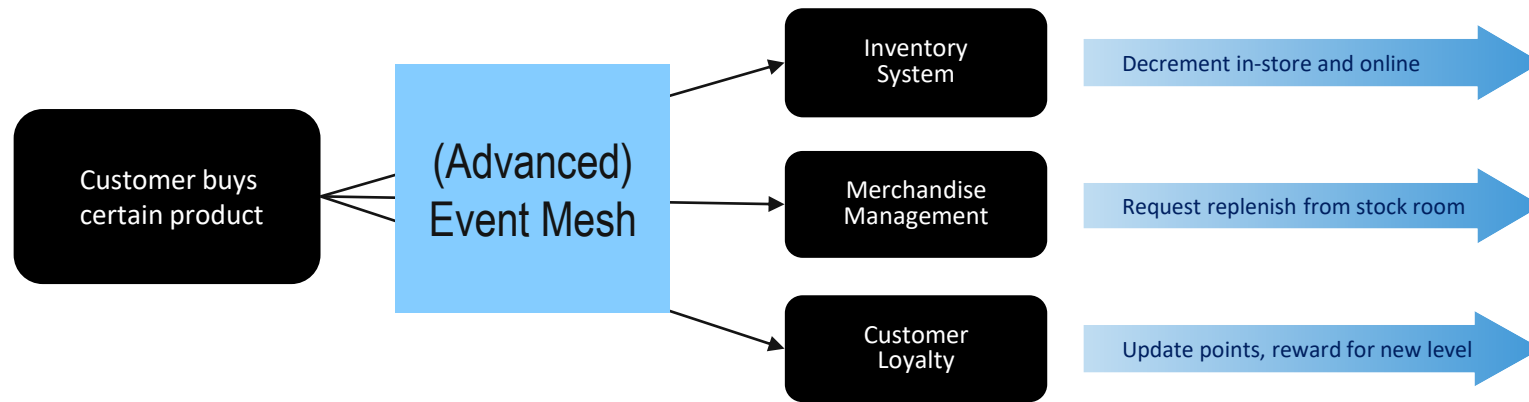 Customer buys
certain product
(Advanced)
Event Mesh
Inventory
System
Decrement in-store and online
Merchandise
Management
Request replenish from stock room
Customer
Loyalty
Update points, reward for new level